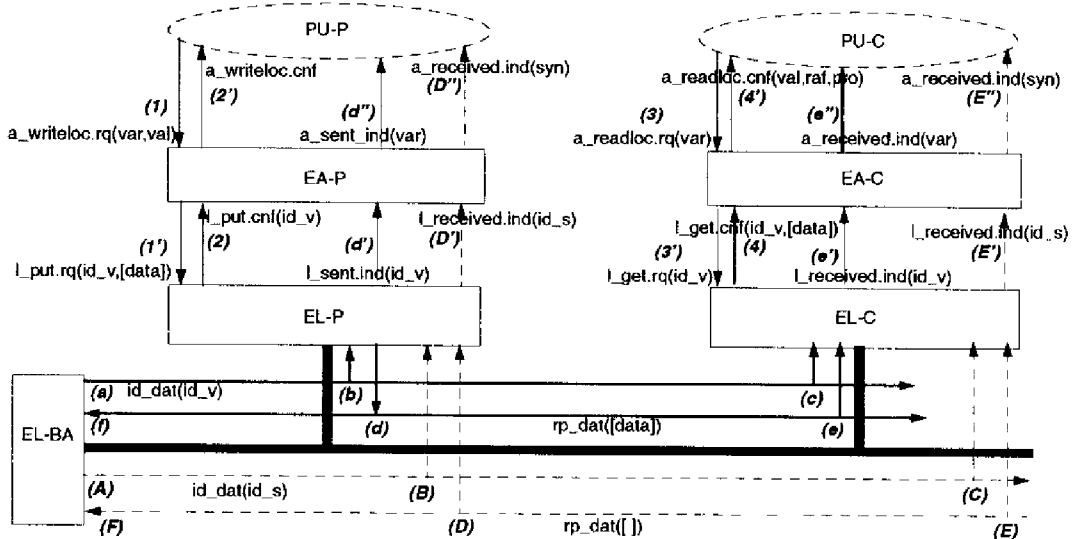 PU-P
PU-C
a_writeloc.cnf
a_received.ind(syn)
a_readloc.cnf(val,raf,pro)
a_received.ind(syn)
(1)
(2')
(d")
(D")
(3)
(4')
(e")
(E")
a_writeloc.rq(var,val)
a_sent_ind(var)
a_readloc.rq(var)
a_received.ind(var)
EA-P
EA-C
l_put.cnf(id_v)
l_received.ind(id_s)
l_get.cnf(id_v,[data])
l_received.ind(id_s)
(1')
(2)
(d')
(D')
(3')
(4)
(e')
(E')
l_put.rq(id_v,[data])
l_sent.ind(id_v)
l_get.rq(id_v)
l_received.ind(id_v)
EL-P
EL-C
(a)
id_dat(id_v)
(b)
(c)
EL-BA
(f)
(d)
rp_dat([data])
(e)
(A)
id_dat(id_s)
(B)
(C)
(F)
(D)
rp_dat([ ])
(E)